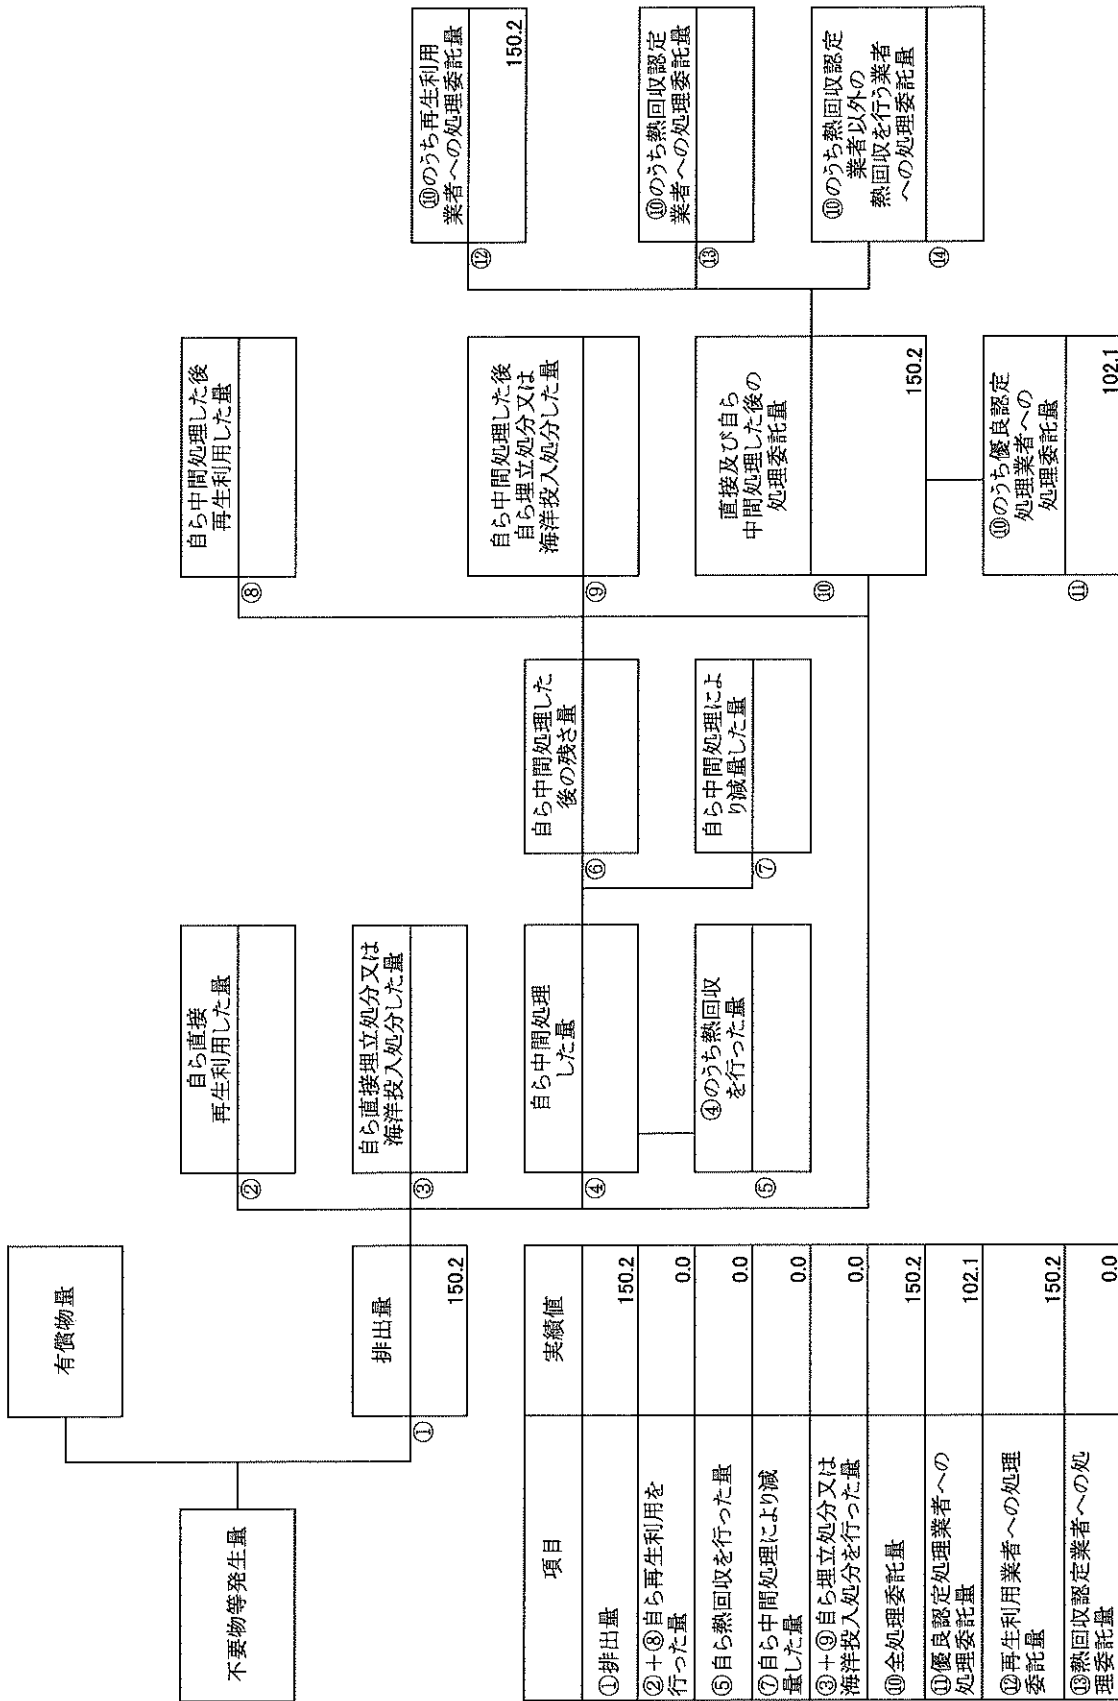 有償物量
不要物等発生量
排出量
①
150.2
自ら直接
再生利用した量
②
自ら直接埋立処分又は
海洋投入処分した量
③
自ら中間処理
した量
④
④のうち熱回収
を行った量
⑤
自ら中間処理した
後の残さ量
⑥
自ら中間処理によ
り減量した量
⑦
自ら中間処理した後
再生利用した量
⑧
自ら中間処理した後
自ら埋立処分又は
海洋投入処分した量
⑨
直接及び自ら
中間処理した後の
処理委託量
⑩
150.2
⑩のうち優良認定
処理業者への
処理委託量
⑪
102.1
⑩のうち再生利用
業者への処理委託量
⑫
150.2
⑩のうち熱回収認定
業者への処理委託量
⑬
⑩のうち熱回収認定
業者以外の
熱回収を行う業者
への処理委託量
⑭
項目 実績値
①排出量 150.2
②+⑧自ら再生利用を
行った量 0.0
⑤自ら熱回収を行った量 0.0
⑦自ら中間処理により減
量した量 0.0
③+⑨自ら埋立処分又は
海洋投入処分を行った量 0.0
⑩全処理委託量 150.2
⑪優良認定処理業者への
処理委託量 102.1
⑫再生利用業者への処理
委託量 150.2
⑬熱回収認定業者への処
理委託量 0.0